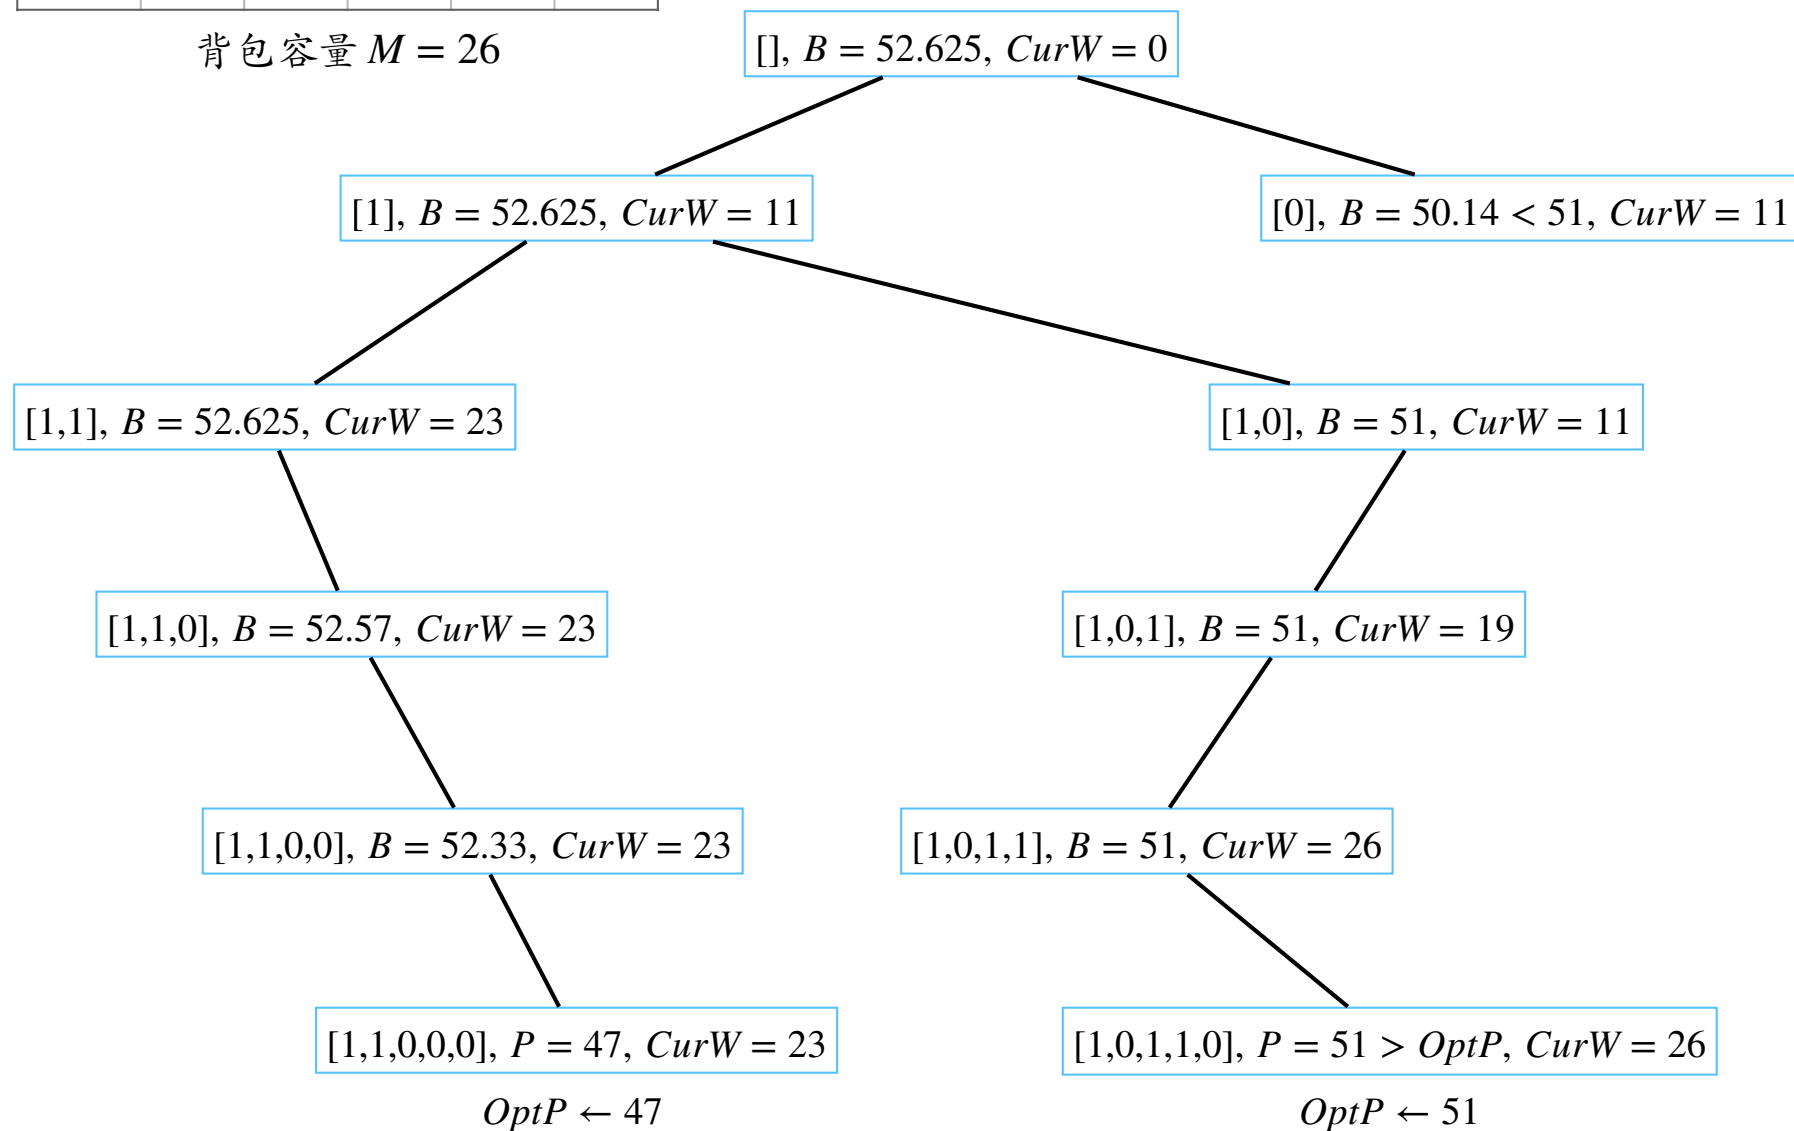 背包容量 M = 26
[], B = 52.625, CurW = 0
[1], B = 52.625, CurW = 11
[0], B = 50.14 < 51, CurW = 11
[1,1], B = 52.625, CurW = 23
[1,0], B = 51, CurW = 11
[1,1,0], B = 52.57, CurW = 23
[1,0,1], B = 51, CurW = 19
[1,1,0,0], B = 52.33, CurW = 23
[1,0,1,1], B = 51, CurW = 26
[1,1,0,0,0], P = 47, CurW = 23
[1,0,1,1,0], P = 51 > OptP, CurW = 26
OptP ← 47
OptP ← 51